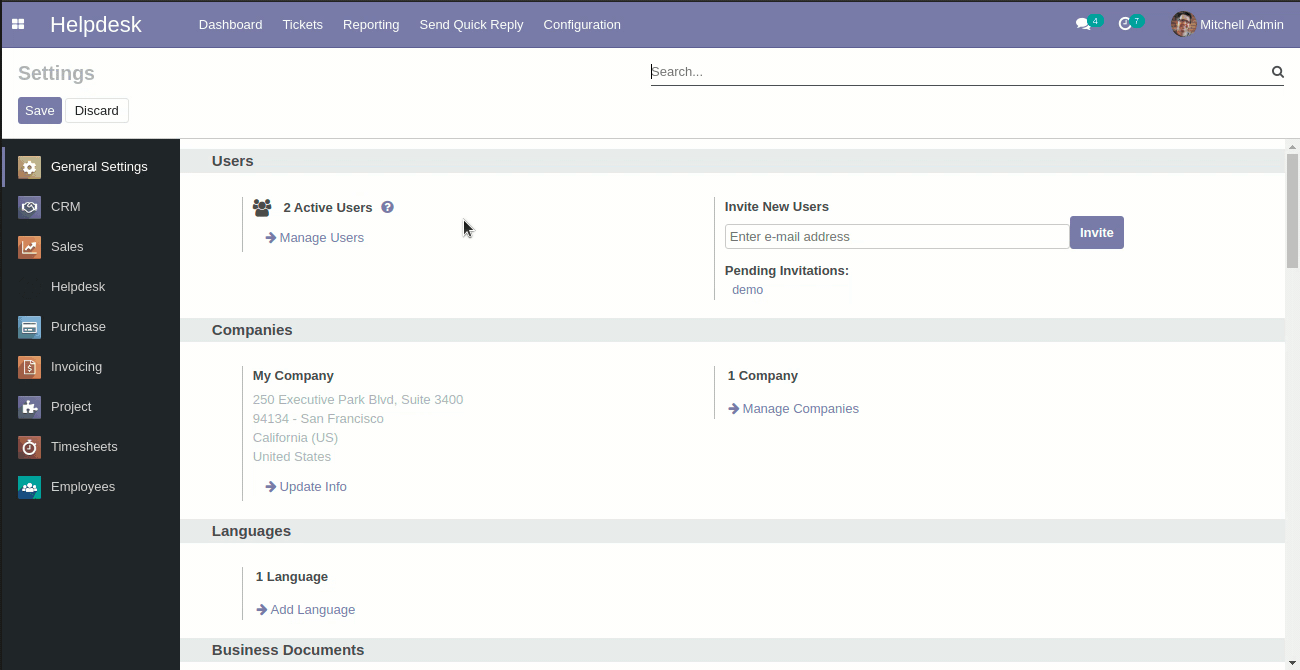 Helpdesk Dashboard Tickets Reporting Send Quick Reply Configuration 4 7 Mitchell Admin
Settings
Search...
Save Discard
General Settings
CRM
Sales
Helpdesk
Purchase
Invoicing
Project
Timesheets
Employees
Users
2 Active Users ?
Manage Users
Invite New Users
Enter e-mail address Invite
Pending Invitations:
demo
Companies
My Company
250 Executive Park Blvd, Suite 3400
94134 - San Francisco
California (US)
United States
Update Info
1 Company
Manage Companies
Languages
1 Language
Add Language
Business Documents